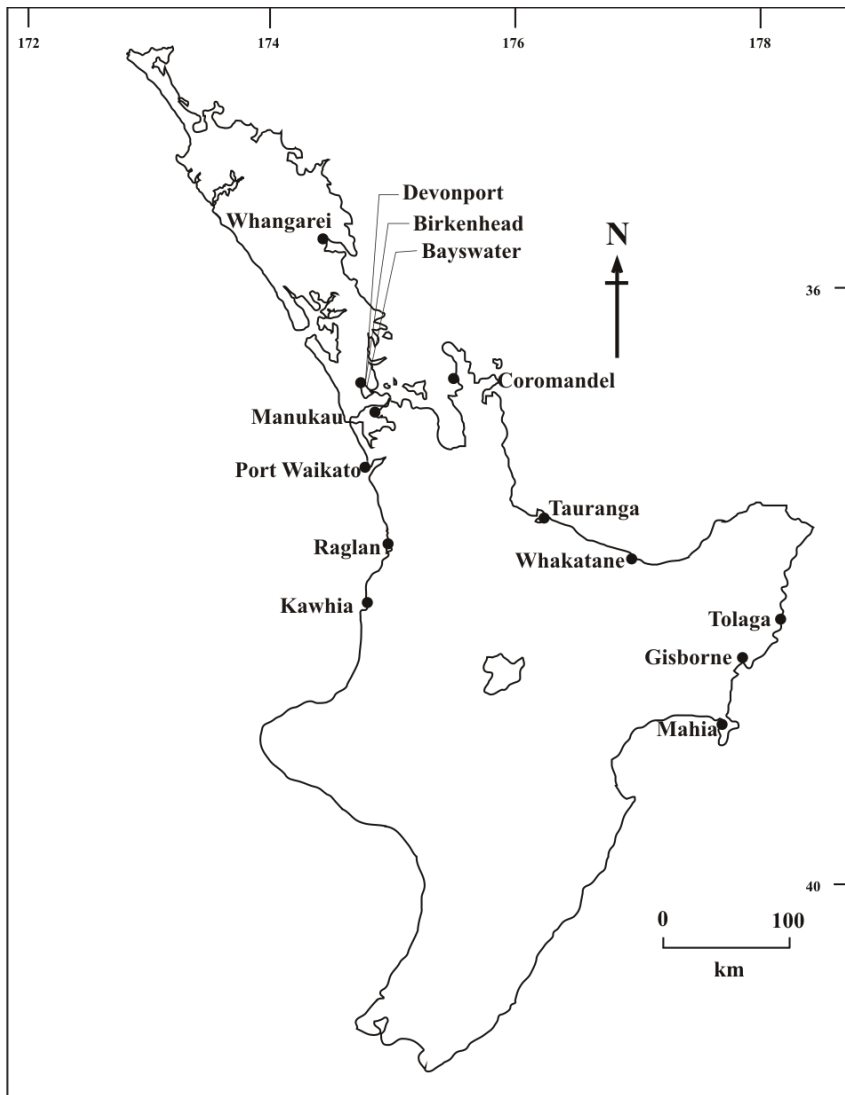 172
174
176
178
Devonport
Whangarei
Birkenhead
Bayswater
N
36
Coromandel
Manukau
Port Waikato
Tauranga
Raglan
Whakatane
Kawhia
Tolaga
Gisborne
Mahia
40
0 100
km